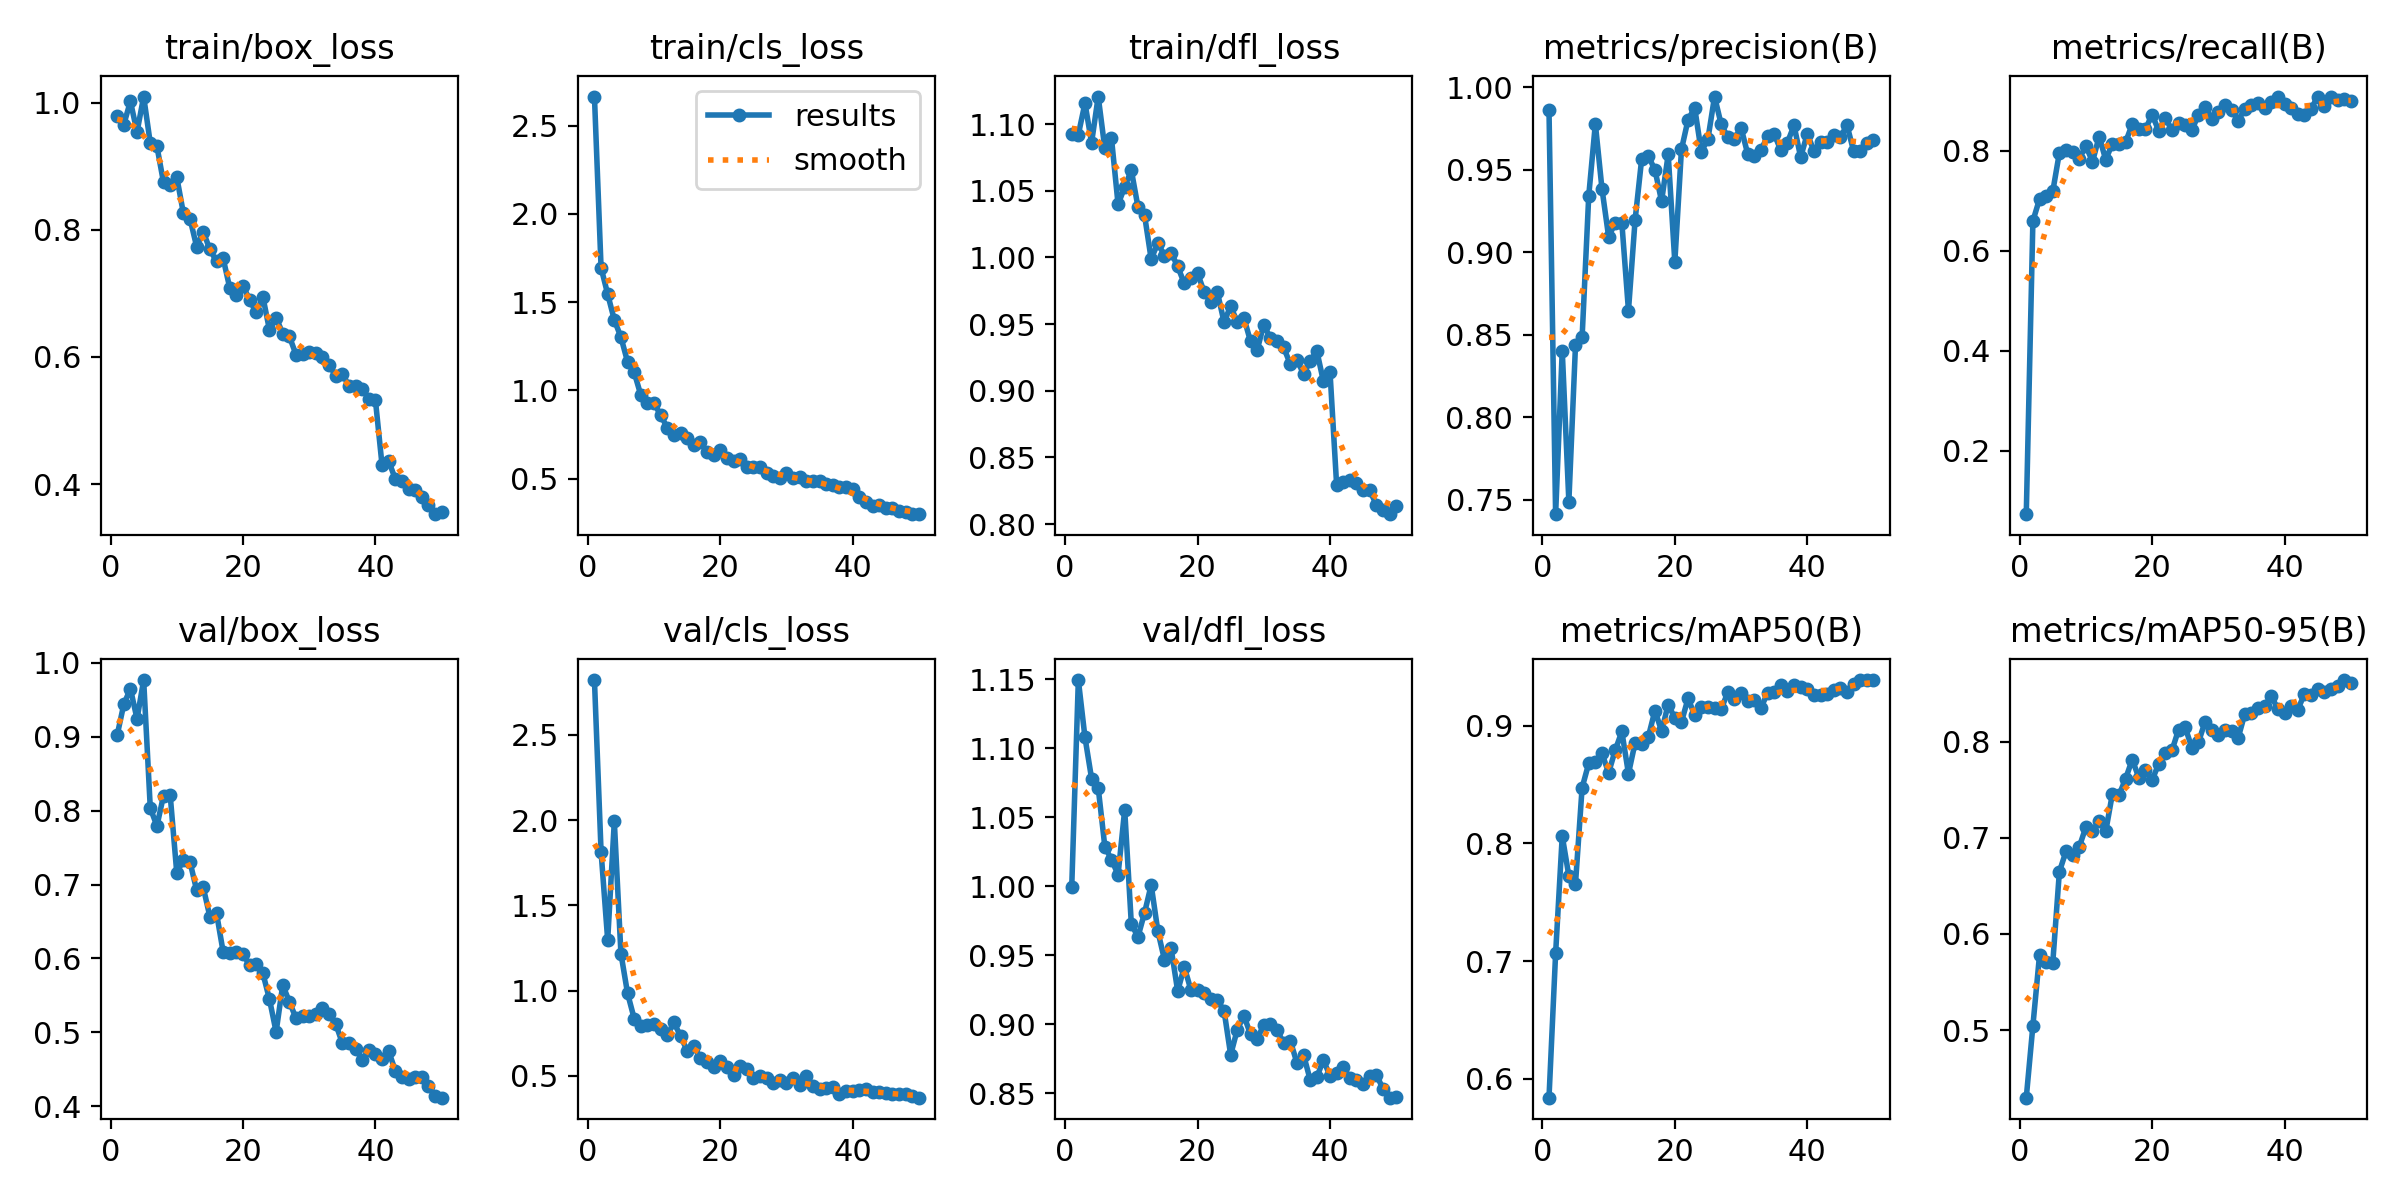 train/box_loss
1.0
0.8
0.6
0.4
0 20 40
train/cls_loss
results
smooth
2.5
2.0
1.5
1.0
0.5
0 20 40
train/dfl_loss
1.10
1.05
1.00
0.95
0.90
0.85
0.80
0 20 40
metrics/precision(B)
1.00
0.95
0.90
0.85
0.80
0.75
0 20 40
metrics/recall(B)
0.8
0.6
0.4
0.2
0 20 40
val/box_loss
1.0
0.9
0.8
0.7
0.6
0.5
0.4
0 20 40
val/cls_loss
2.5
2.0
1.5
1.0
0.5
0 20 40
val/dfl_loss
1.15
1.10
1.05
1.00
0.95
0.90
0.85
0 20 40
metrics/mAP50(B)
0.9
0.8
0.7
0.6
0 20 40
metrics/mAP50-95(B)
0.8
0.7
0.6
0.5
0 20 40